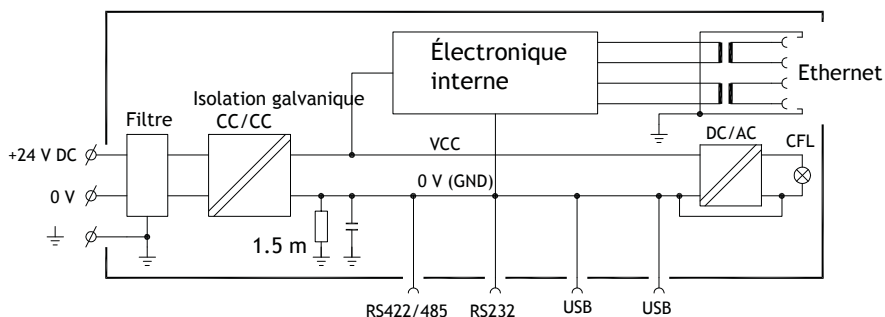 Électronique
interne
Ethernet
Isolation galvanique
CC/CC
Filtre
DC/AC
CFL
+24 V DC
VCC
0 V
0 V (GND)
1.5 m
RS422/485
RS232
USB
USB